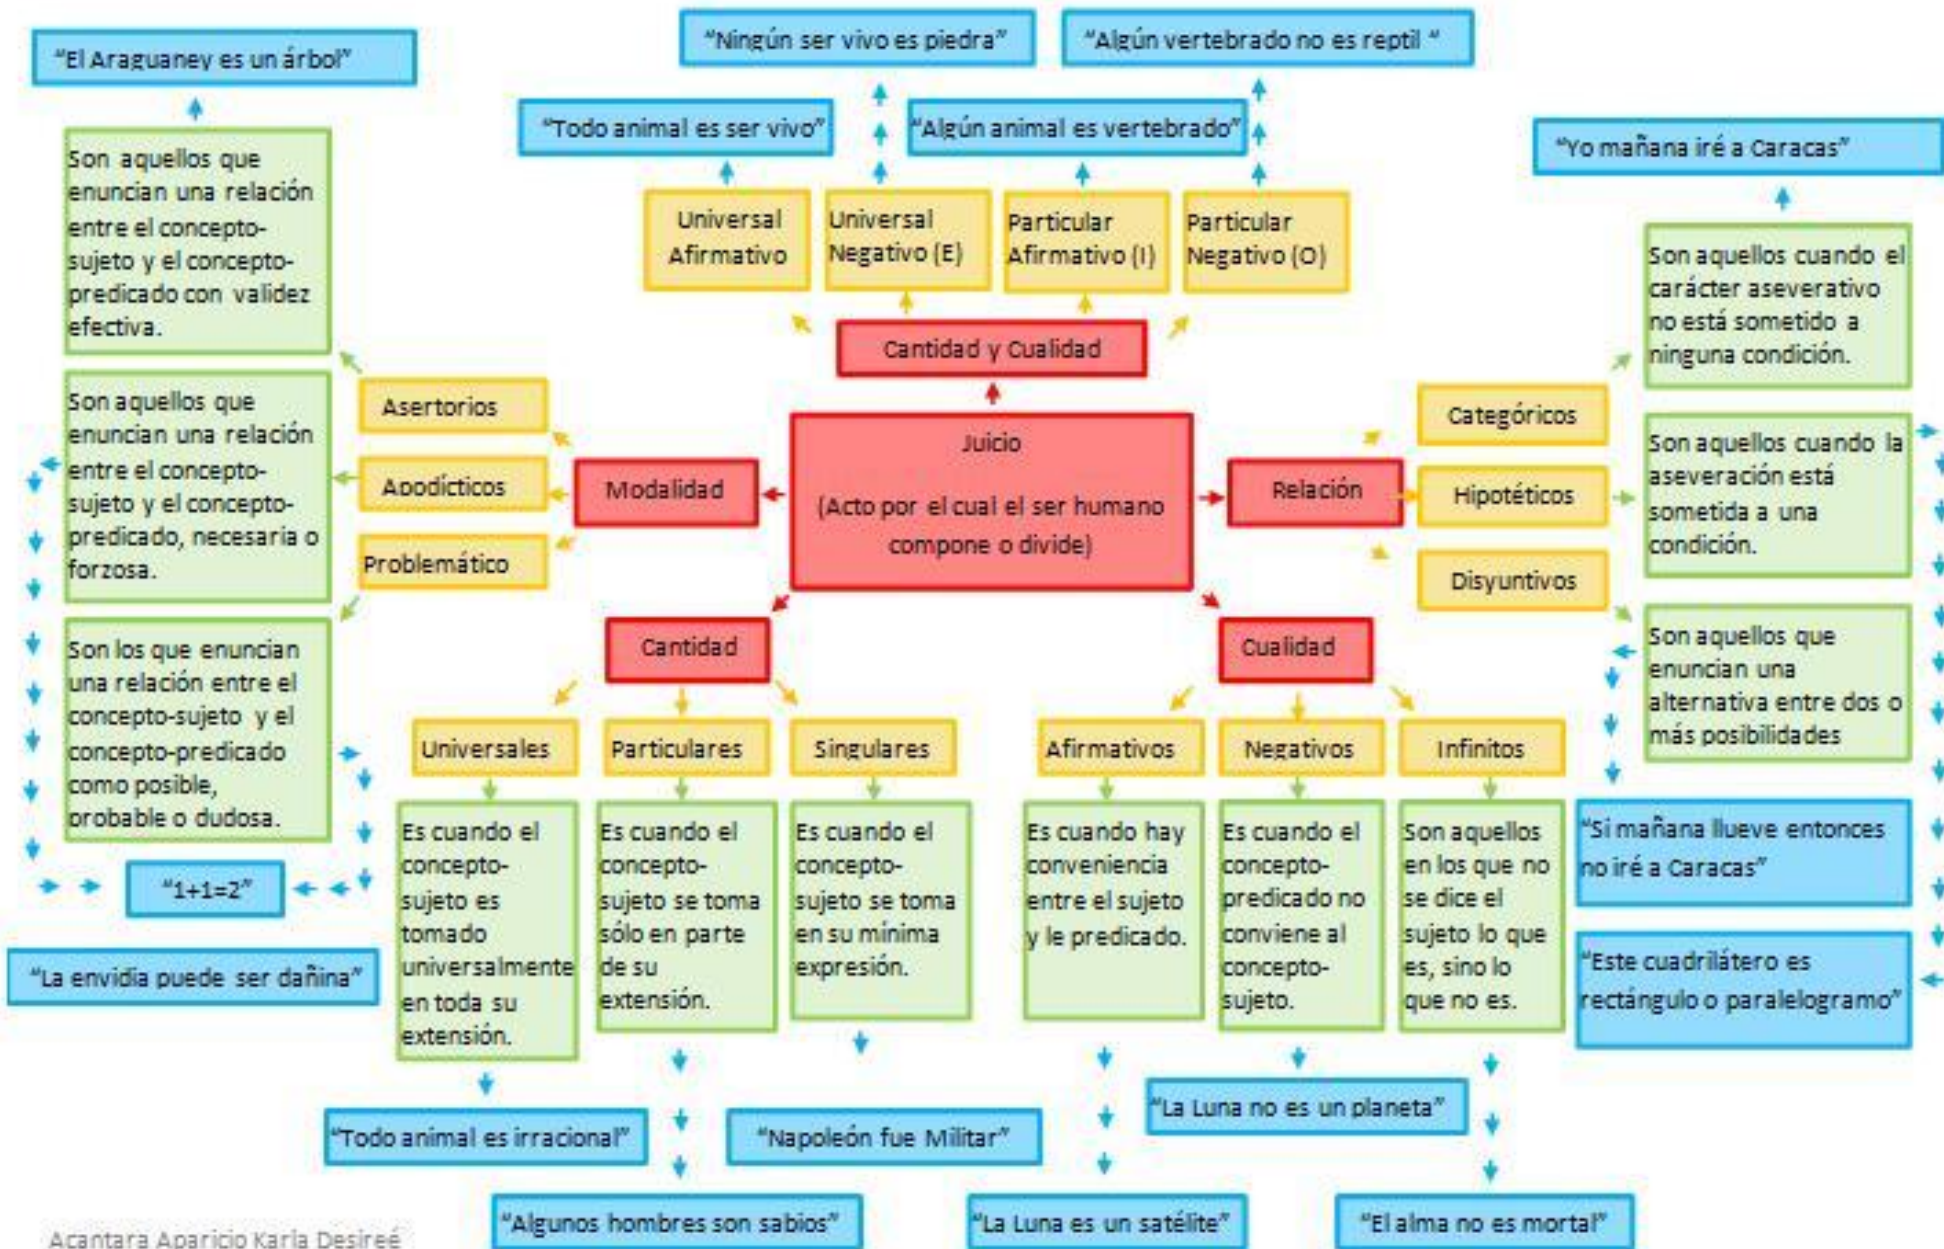 “El Araguaney es un árbol”
“Ningún ser vivo es piedra”
“Algún vertebrado no es reptil “
“Todo animal es ser vivo”
“Algún animal es vertebrado”
“Yo mañana iré a Caracas”
Son aquellos que
enuncian una relación
entre el concepto-
sujeto y el concepto-
predicado con validez
efectiva.
Universal
Afirmativo
Universal
Negativo (E)
Particular
Afirmativo (I)
Particular
Negativo (O)
Son aquellos cuando el
carácter aseverativo
no está sometido a
ninguna condición.
Cantidad y Cualidad
Asertorios
Apodícticos
Problemático
Modalidad
Juicio
(Acto por el cual el ser humano
compone o divide)
Relación
Categóricos
Hipotéticos
Disyuntivos
Son aquellos que
enuncian una relación
entre el concepto-
sujeto y el concepto-
predicado, necesaria o
forzosa.
Son aquellos cuando la
aseveración está
sometida a una
condición.
Son los que enuncian
una relación entre el
concepto-sujeto y el
concepto-predicado
como posible,
probable o dudosa.
Son aquellos que
enuncian una
alternativa entre dos o
más posibilidades
Cantidad
Cualidad
Universales
Particulares
Singulares
Afirmativos
Negativos
Infinitos
Es cuando el
concepto-
sujeto es
tomado
universalmente
en toda su
extensión.
Es cuando el
concepto-
sujeto se toma
sólo en parte
de su
extensión.
Es cuando el
concepto-
sujeto se toma
en su mínima
expresión.
Es cuando hay
conveniencia
entre el sujeto
y le predicado.
Es cuando el
concepto-
predicado no
conviene al
concepto-
sujeto.
Son aquellos
en los que no
se dice el
sujeto lo que
es, sino lo
que no es.
“Si mañana llueve entonces
no iré a Caracas”
“1+1=2”
“La envidia puede ser dañina”
“Este cuadrilátero es
rectángulo o paralelogramo”
“Todo animal es irracional”
“Napoleón fue Militar”
“La Luna no es un planeta”
“Algunos hombres son sabios”
“La Luna es un satélite”
“El alma no es mortal”
Acantara Aparicio Karla Desireé